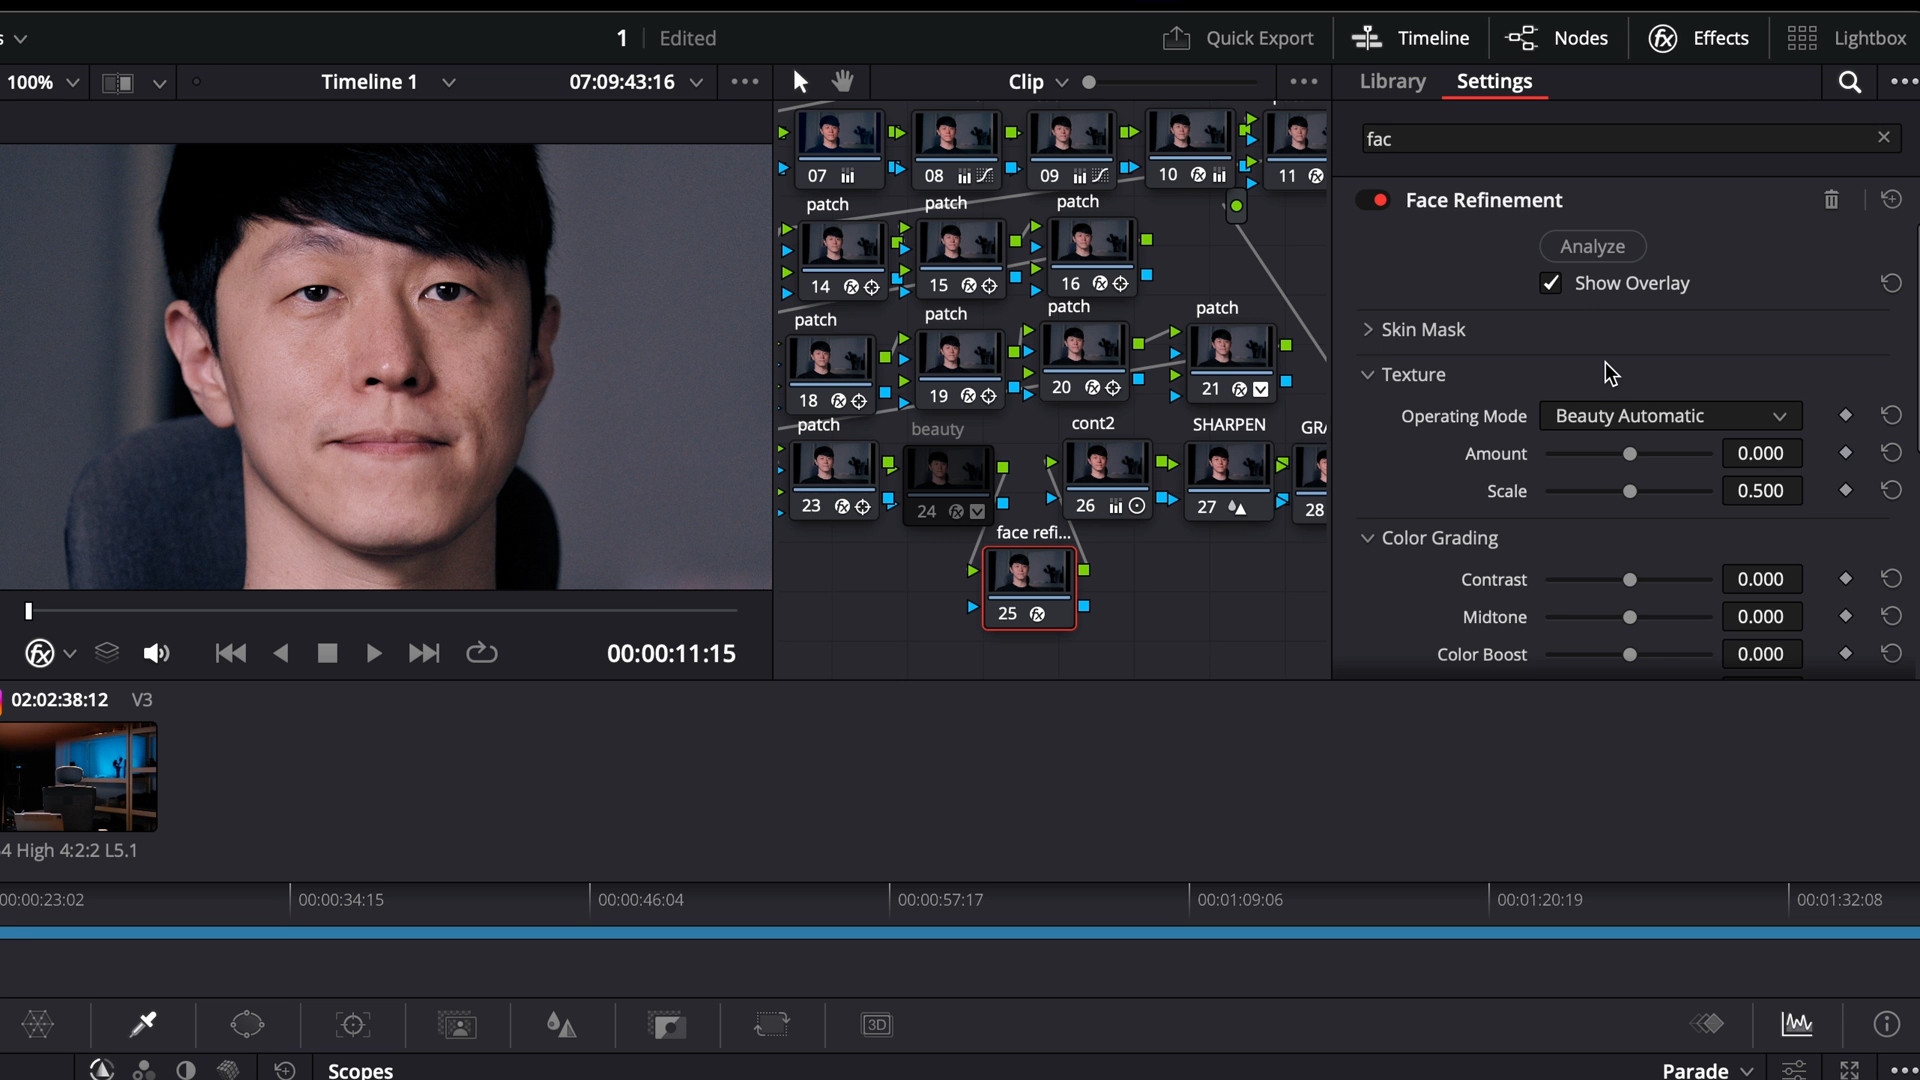 1 Edited
Quick Export
Timeline
Nodes
Effects
Lightbox
100%
Timeline 1
07:09:43:16
Clip
Library
Settings
fac
07
08
09
10
11
patch
patch
patch
14
15
16
patch
patch
patch
patch
18
19
20
21
patch
beauty
cont2
SHARPEN
23
24
26
27
28
face refi...
25
Face Refinement
Analyze
Show Overlay
Skin Mask
Texture
Operating Mode Beauty Automatic
Amount 0.000
Scale 0.500
Color Grading
Contrast 0.000
Midtone 0.000
Color Boost 0.000
00:00:11:15
02:02:38:12 V3
4 High 4:2:2 L5.1
00:00:23:02
00:00:34:15
00:00:46:04
00:00:57:17
00:01:09:06
00:01:20:19
00:01:32:08
3D
Scopes
Parade